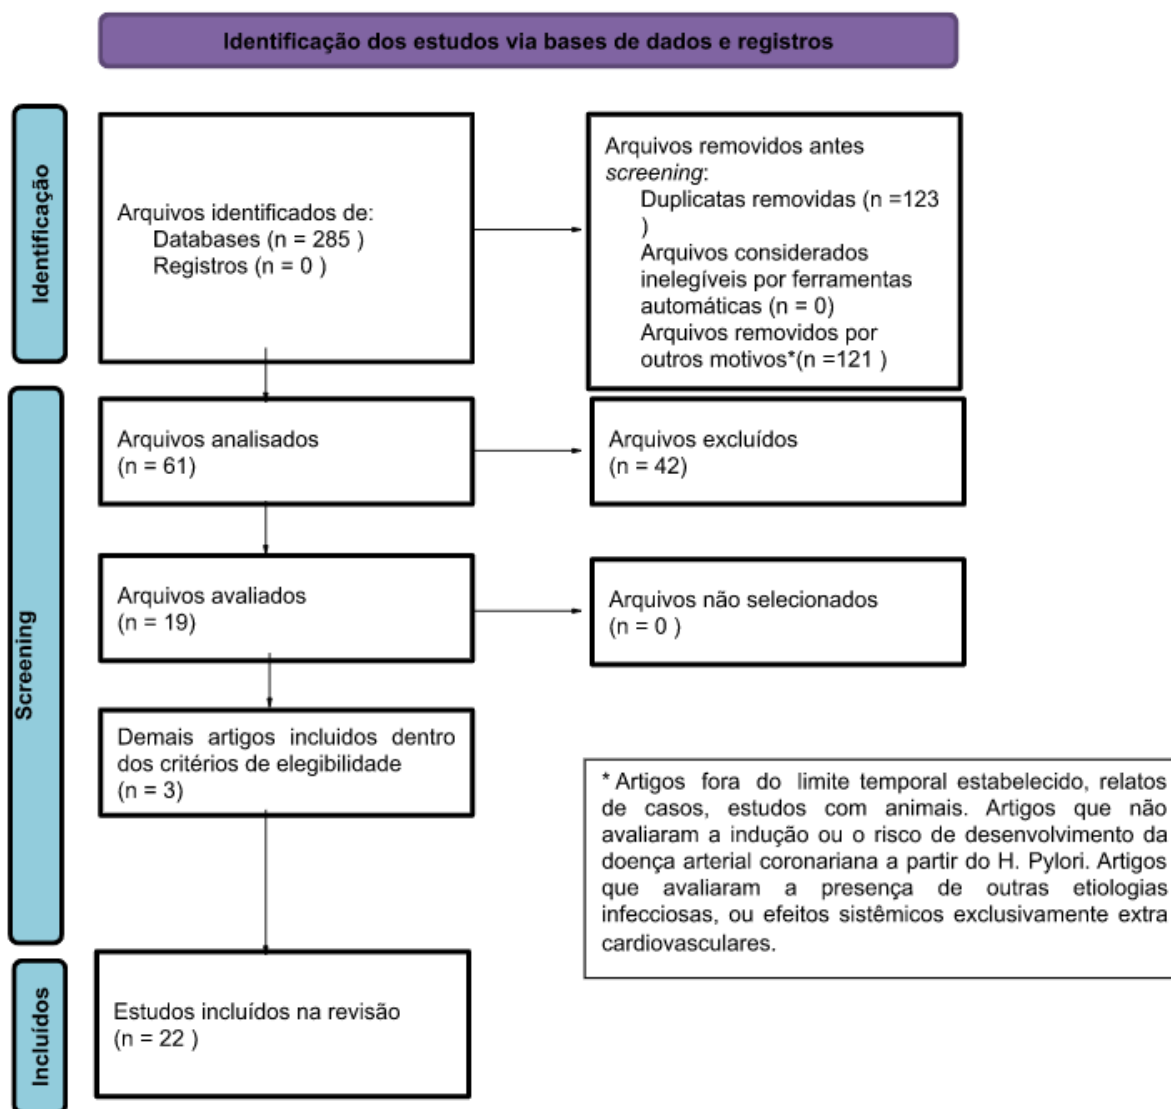 Identificação dos estudos via bases de dados e registros
Identificação
Arquivos identificados de:
Databases (n = 285 )
Registros (n = 0 )
Arquivos removidos antes
screening:
Duplicatas removidas (n =123
)
Arquivos considerados
inelegíveis por ferramentas
automáticas (n = 0)
Arquivos removidos por
outros motivos*(n =121 )
Screening
Arquivos analisados
(n = 61)
Arquivos excluídos
(n = 42)
Arquivos avaliados
(n = 19)
Arquivos não selecionados
(n = 0 )
Demais artigos incluidos dentro
dos critérios de elegibilidade
(n = 3)
* Artigos fora do limite temporal estabelecido, relatos
de casos, estudos com animais. Artigos que não
avaliaram a indução ou o risco de desenvolvimento da
doença arterial coronariana a partir do H. Pylori. Artigos
que avaliaram a presença de outras etiologias
infecciosas, ou efeitos sistêmicos exclusivamente extra
cardiovasculares.
Incluídos
Estudos incluídos na revisão
(n = 22 )